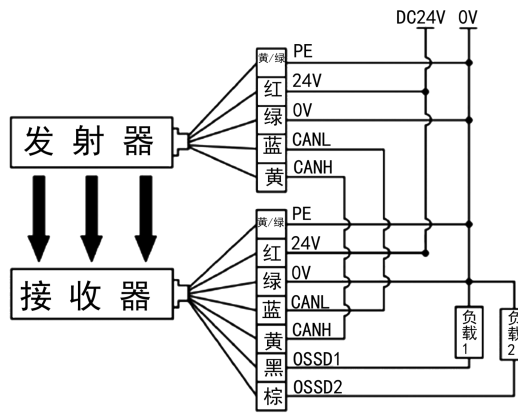 DC24V 0V
黄/绿 PE
红 24V
绿 0V
蓝 CANL
黄 CANH
发射器
黄/绿 PE
红 24V
绿 0V
蓝 CANL
黄 CANH
黑 OSSD1
棕 OSSD2
接收器
负载1
负载2